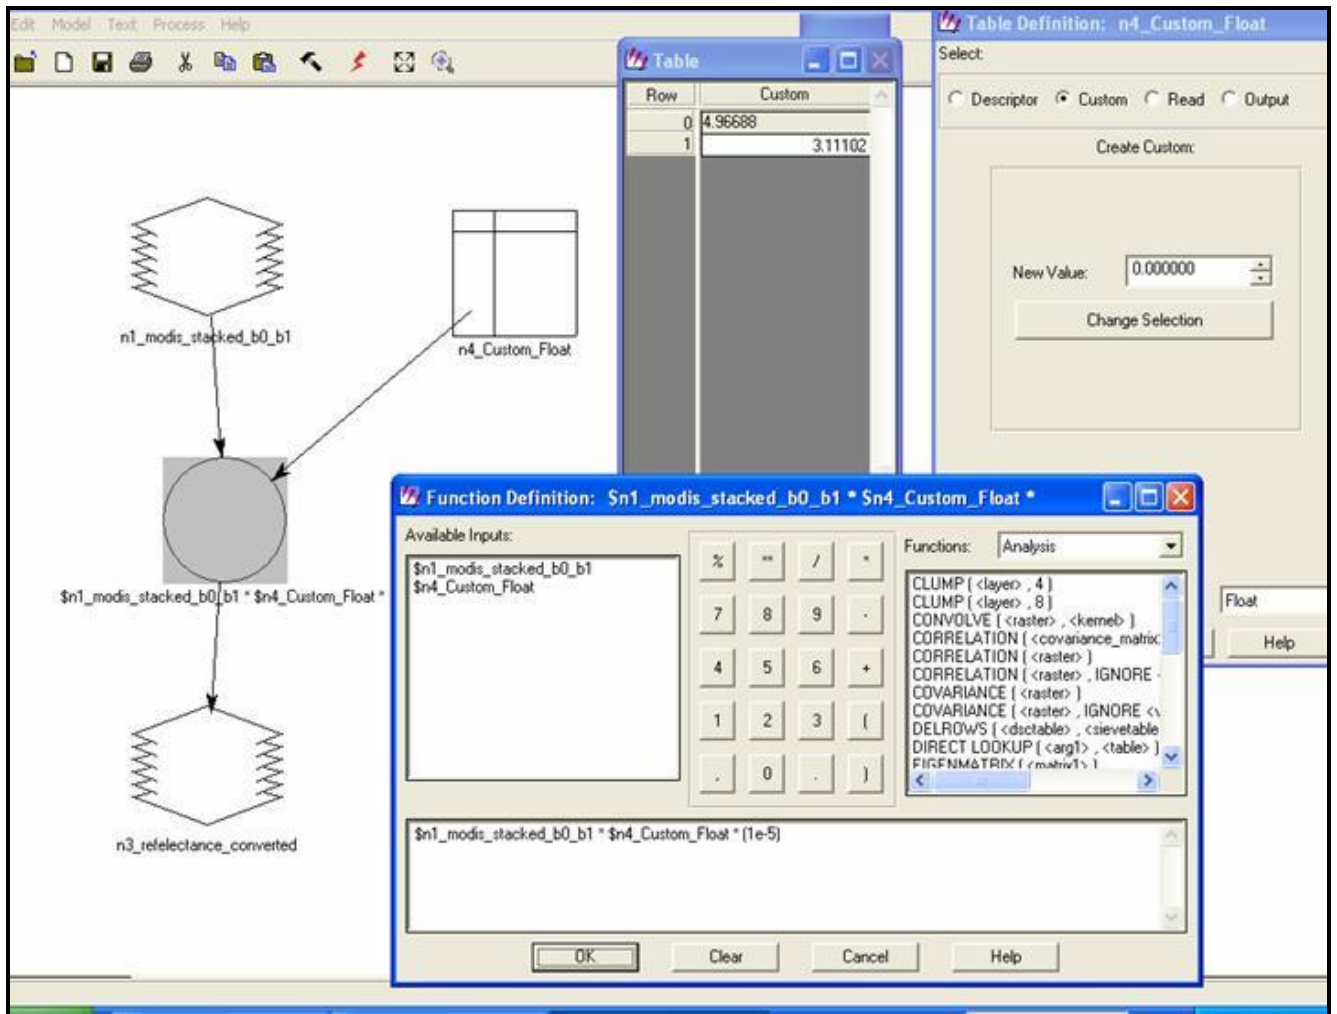 Edit Model Text Process Help
Table
Row Custom
0 4.96688
1 3.11102
Table Definition: n4_Custom_Float
Select:
Descriptor Custom Read Output
Create Custom:
New Value: 0.000000
Change Selection
Float
Help
n1_modis_stacked_b0_b1
n4_Custom_Float
$n1_modis_stacked_b0_b1 * $n4_Custom_Float *
n3_refelectance_converted
Function Definition: $n1_modis_stacked_b0_b1 * $n4_Custom_Float *
Available Inputs:
$n1_modis_stacked_b0_b1
$n4_Custom_Float
% ** / *
7 8 9 -
4 5 6 +
1 2 3 (
, 0 . )
Functions: Analysis
CLUMP ( <layer> , 4 )
CLUMP ( <layer> , 8 )
CONVOLVE ( <raster> , <kernel> )
CORRELATION ( <covariance_matrix
CORRELATION ( <raster> )
CORRELATION ( <raster> , IGNORE
COVARIANCE ( <raster> )
COVARIANCE ( <raster> , IGNORE <v
DELROWS ( <dsctable> , <sievetable
DIRECT LOOKUP ( <arg1> , <table> )
EIGENMATRIX ( <matrix1> )
$n1_modis_stacked_b0_b1 * $n4_Custom_Float * (1e-5)
OK Clear Cancel Help